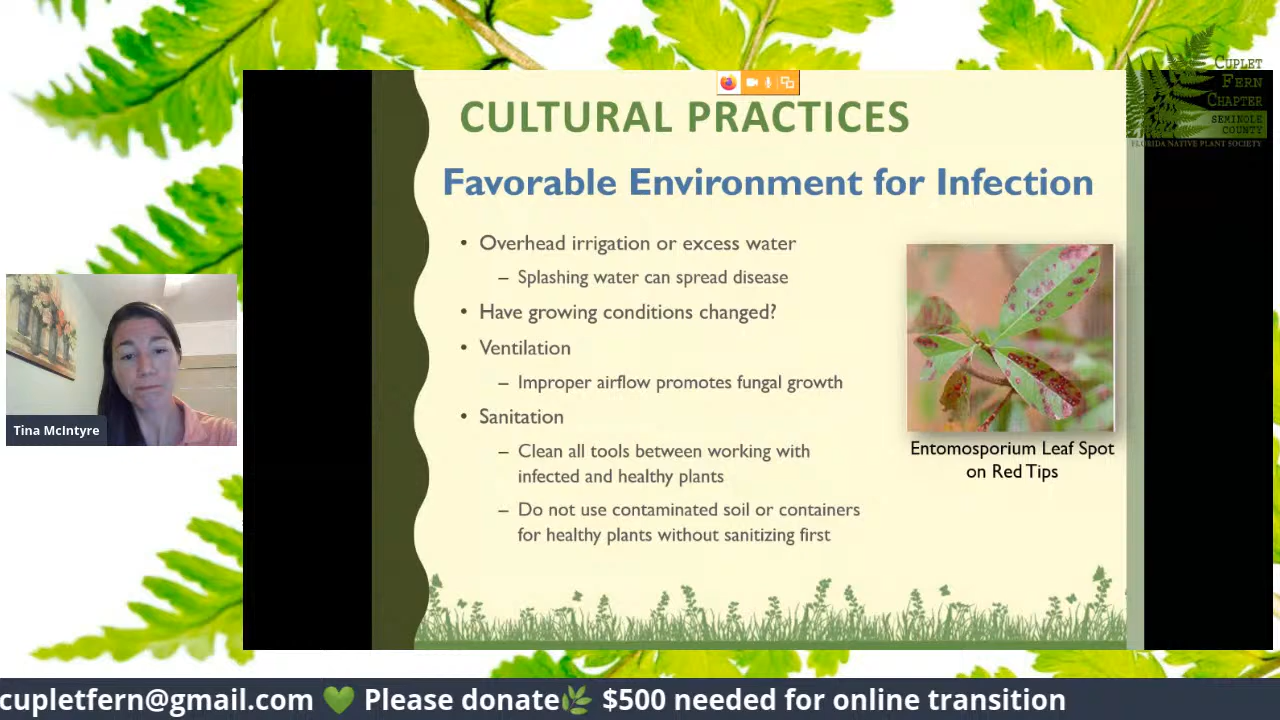 CUPLET
FERN
CHAPTER
SEMINOLE
COUNTY
FLORIDA NATIVE PLANT SOCIETY
CULTURAL PRACTICES
Favorable Environment for Infection
• Overhead irrigation or excess water
– Splashing water can spread disease
• Have growing conditions changed?
• Ventilation
– Improper airflow promotes fungal growth
• Sanitation
– Clean all tools between working with
infected and healthy plants
– Do not use contaminated soil or containers
for healthy plants without sanitizing first
Entomosporium Leaf Spot
on Red Tips
Tina McIntyre
cupletfern@gmail.com 💚 Please donate🌿 $500 needed for online transition